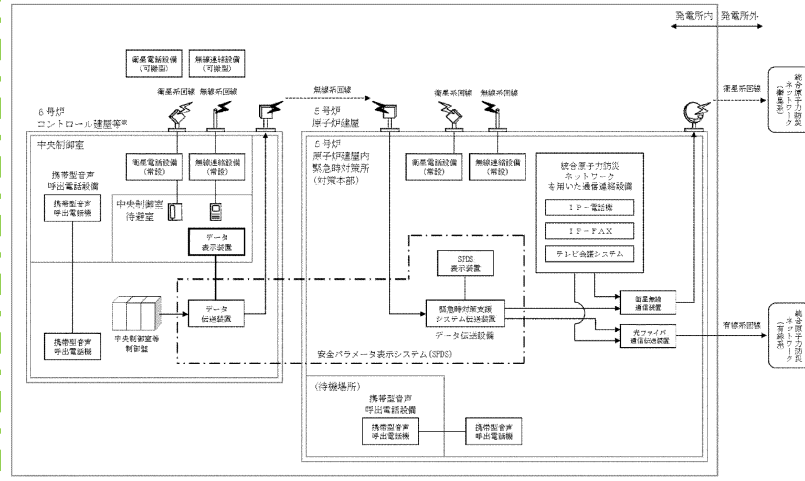 発電所内 発電所外
衛星電話設備
(可搬型)
無線連絡設備
(可搬型)
衛星系回線 無線系回線
無線系回線
衛星系回線 無線系回線
衛星系回線
統合原子力防災
ネットワーク
(衛星系)
6号炉
コントロール建屋等※
5号炉
原子炉建屋
中央制御室
携帯型音声
呼出電話設備
携帯型音声
呼出電話機
衛星電話設備
(常設)
無線連絡設備
(常設)
中央制御室
待避室
データ
表示装置
中央制御室等
制御盤
データ
伝送装置
携帯型音声
呼出電話機
5号炉
原子炉建屋内
緊急時対策所
(対策本部)
衛星電話設備
(常設)
無線連絡設備
(常設)
統合原子力防災
ネットワーク
を用いた通信連絡設備
IP-電話機
IP-FAX
テレビ会議システム
SPDS
表示装置
緊急時対策支援
システム伝送装置
データ伝送設備
安全パラメータ表示システム(SPDS)
衛星無線
通信装置
光ファイバ
通信伝送装置
有線系回線
統合原子力防災
ネットワーク
(有線系)
(待機場所)
携帯型音声
呼出電話設備
携帯型音声
呼出電話機
携帯型音声
呼出電話機